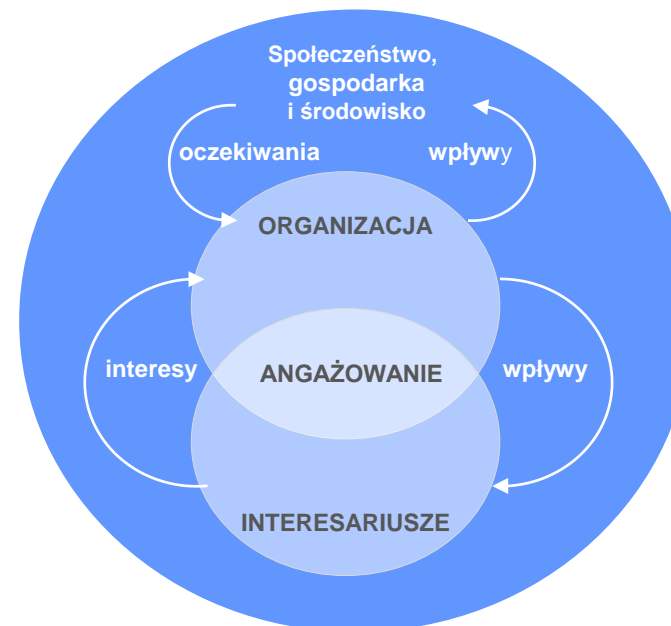 Społeczeństwo,
gospodarka
i środowisko
oczekiwania
wpływy
ORGANIZACJA
interesy
ANGAŻOWANIE
wpływy
INTERESARIUSZE